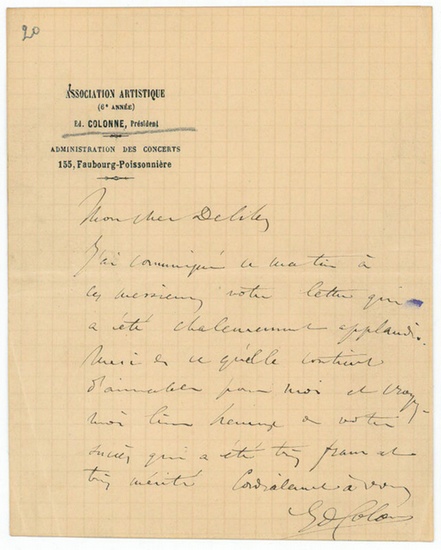 20
ASSOCIATION ARTISTIQUE
(6e ANNÉE)
Ed. COLONNE, Président
ADMINISTRATION DES CONCERTS
155, Faubourg-Poissonnière
Mon cher Delibes
J'ai communiqué ce matin à
ces messieurs votre lettre qui
a été chaleureusement applaudie.
Merci de ce qu'elle contient
d'aimable pour moi et croyez-
moi bien heureux de votre
succès qui a été très franc et
très mérité Cordialement à vous
Ed Colonne